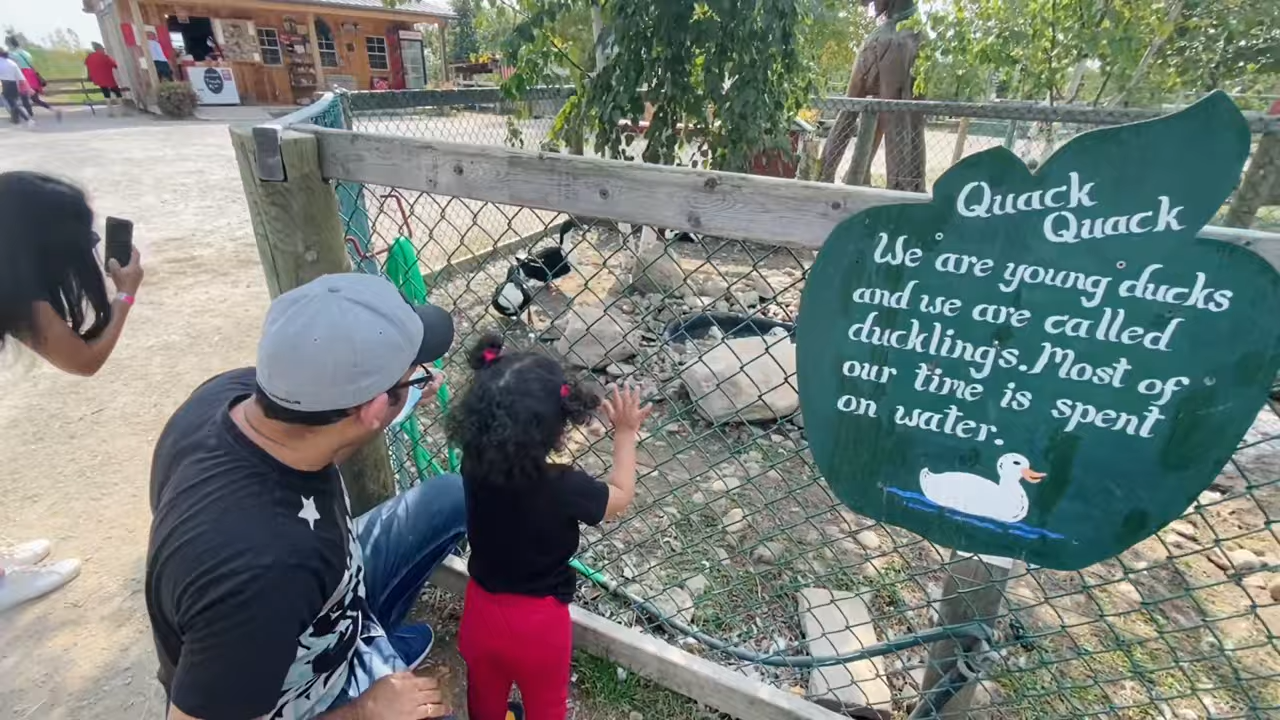 Quack
Quack
We are young ducks
and we are called
ducklings. Most of
our time is spent
on water.